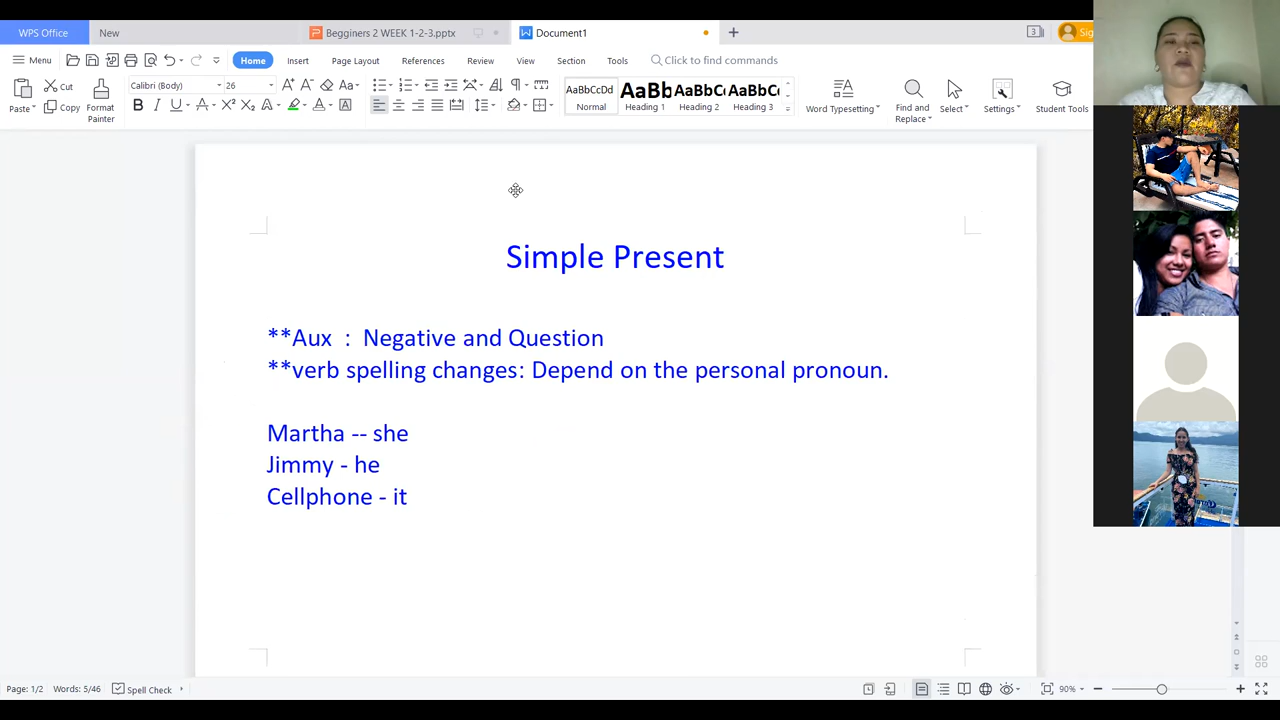 WPS Office
New
Begginers 2 WEEK 1-2-3.pptx
Document1
3
Sig
Menu
Home
Insert
Page Layout
References
Review
View
Section
Tools
Click to find commands
Paste
Cut
Copy
Format
Painter
Calibri (Body)
26
AaBbCcDd
Normal
AaBb
Heading 1
AaBbC
Heading 2
AaBbC
Heading 3
Word Typesetting
Find and
Replace
Select
Settings
Student Tools
Simple Present
**Aux : Negative and Question
**verb spelling changes: Depend on the personal pronoun.
Martha -- she
Jimmy - he
Cellphone - it
Page: 1/2
Words: 5/46
Spell Check
90%